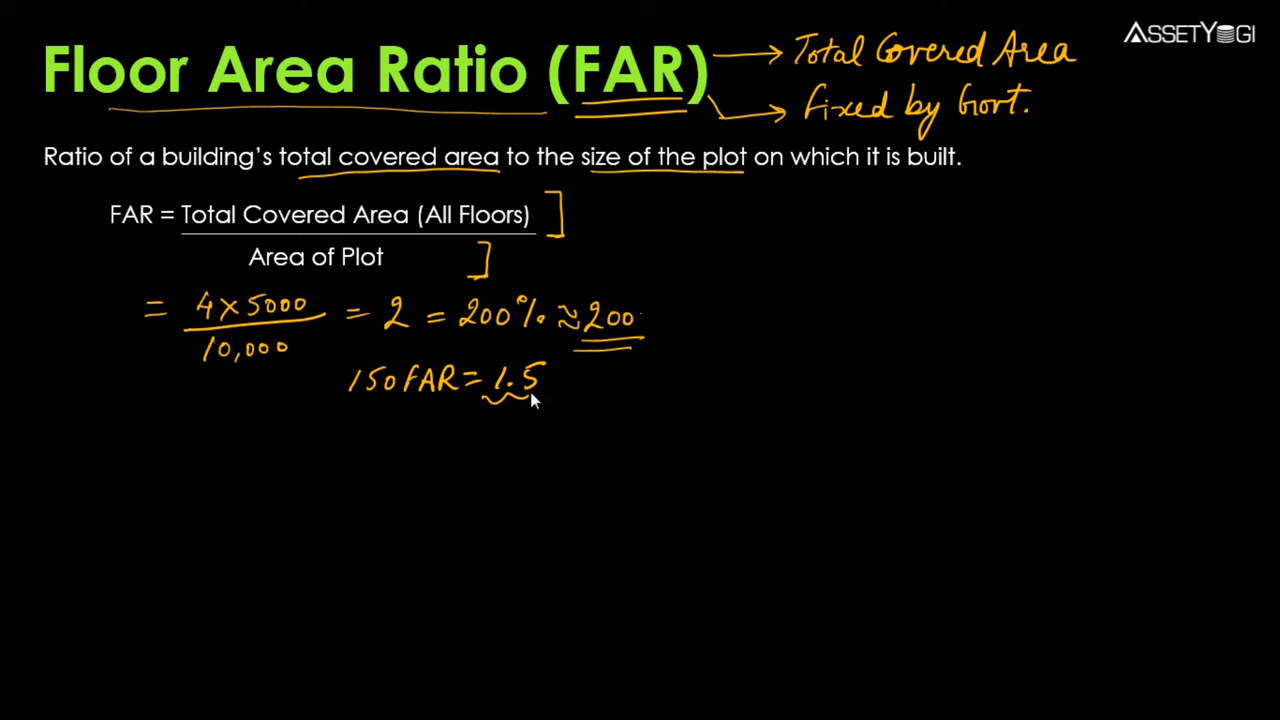 ASSETYOGI
Floor Area Ratio (FAR) → Total Covered Area
→ Fixed by Govt.
Ratio of a building's total covered area to the size of the plot on which it is built.
FAR = Total Covered Area (All Floors) ]
Area of Plot ]
= 4 x 5000 = 2 = 200% ≈ 200
10,000
150 FAR = 1.5